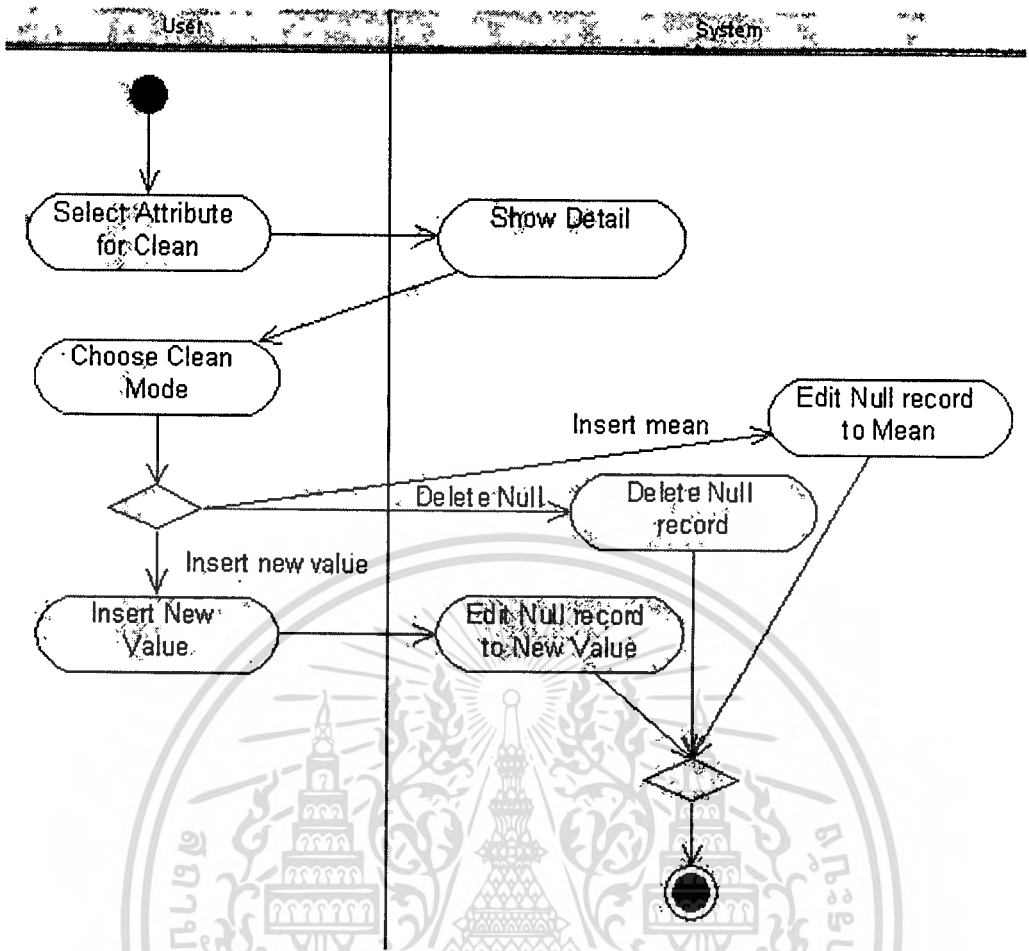 User
System
Select Attribute
for Clean
Show Detail
Choose Clean
Mode
Insert mean
Edit Null record
to Mean
Delete Null
Delete Null
record
Insert new value
Insert New
Value
Edit Null record
to New Value